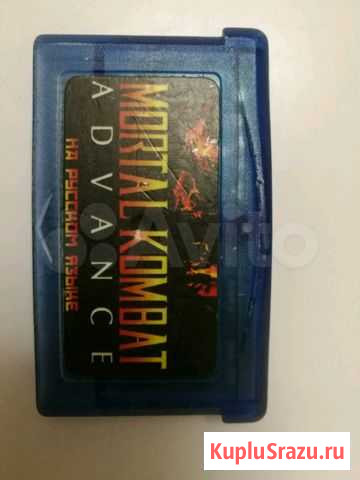 MORTAL KOMBAT
ADVANCE
НА РУССКОМ ЯЗЫКЕ
Avito
KupluSrazu.ru